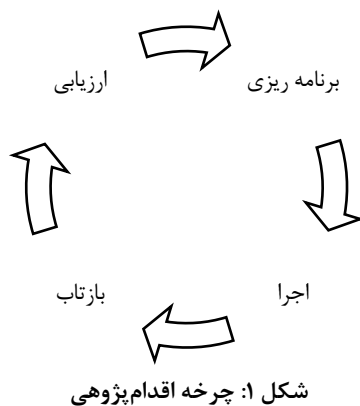 برنامه ریزی
ارزیابی
اجرا
بازتاب
شکل ۱: چرخه اقدام‌پژوهی